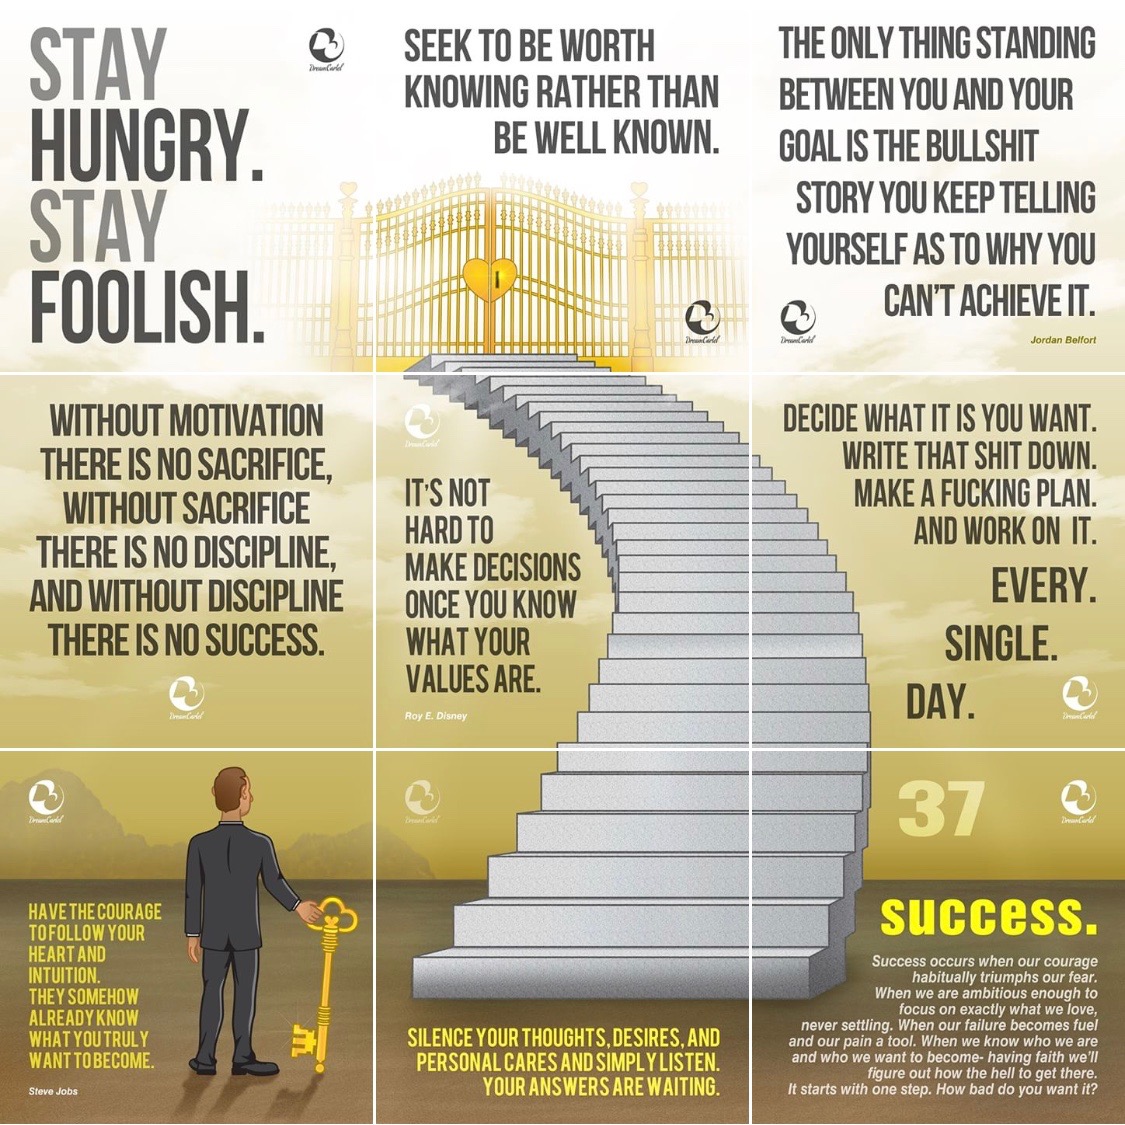 STAY
HUNGRY.
STAY
FOOLISH.
DreamCartel
SEEK TO BE WORTH
KNOWING RATHER THAN
BE WELL KNOWN.
DreamCartel
THE ONLY THING STANDING
BETWEEN YOU AND YOUR
GOAL IS THE BULLSHIT
STORY YOU KEEP TELLING
YOURSELF AS TO WHY YOU
CAN'T ACHIEVE IT.
Jordan Belfort
DreamCartel
WITHOUT MOTIVATION
THERE IS NO SACRIFICE,
WITHOUT SACRIFICE
THERE IS NO DISCIPLINE,
AND WITHOUT DISCIPLINE
THERE IS NO SUCCESS.
DreamCartel
DreamCartel
IT'S NOT
HARD TO
MAKE DECISIONS
ONCE YOU KNOW
WHAT YOUR
VALUES ARE.
Roy E. Disney
DECIDE WHAT IT IS YOU WANT.
WRITE THAT SHIT DOWN.
MAKE A FUCKING PLAN.
AND WORK ON IT.
EVERY.
SINGLE.
DAY.
DreamCartel
DreamCartel
HAVE THE COURAGE
TO FOLLOW YOUR
HEART AND
INTUITION.
THEY SOMEHOW
ALREADY KNOW
WHAT YOU TRULY
WANT TO BECOME.
Steve Jobs
DreamCartel
SILENCE YOUR THOUGHTS, DESIRES, AND
PERSONAL CARES AND SIMPLY LISTEN.
YOUR ANSWERS ARE WAITING.
37
DreamCartel
success.
Success occurs when our courage
habitually triumphs our fear.
When we are ambitious enough to
focus on exactly what we love,
never settling. When our failure becomes fuel
and our pain a tool. When we know who we are
and who we want to become- having faith we'll
figure out how the hell to get there.
It starts with one step. How bad do you want it?